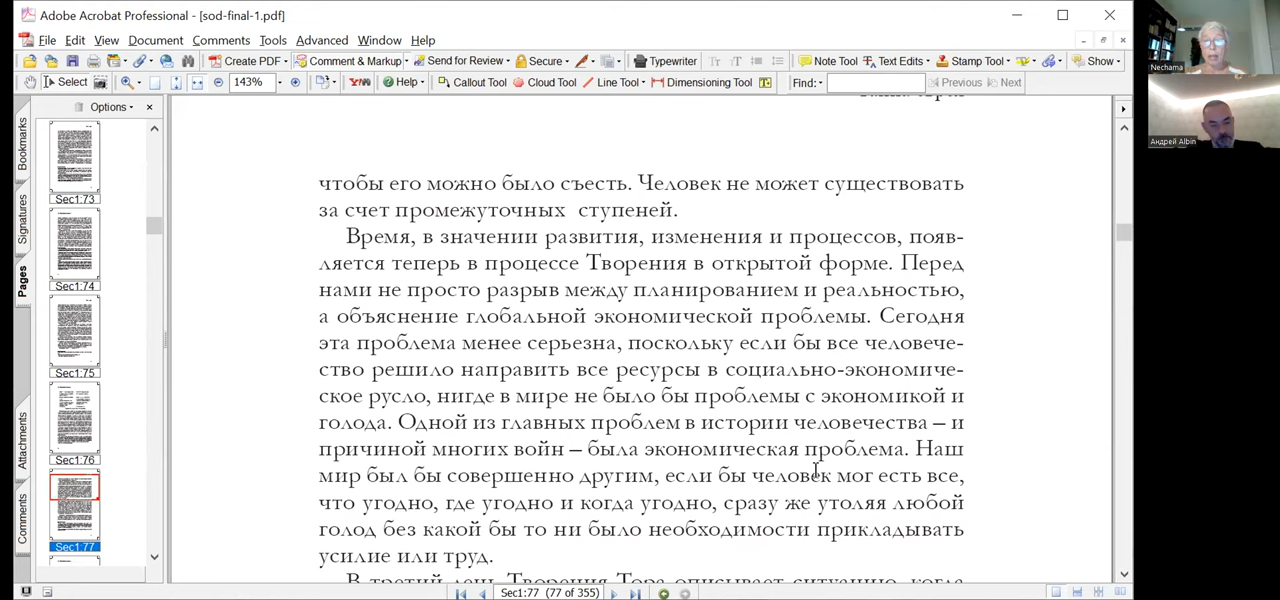 Adobe Acrobat Professional - [sod-final-1.pdf]
File Edit View Document Comments Tools Advanced Window Help
Create PDF Comment & Markup Send for Review Secure Typewriter Note Tool Text Edits Stamp Tool Show
Select 143% Help Callout Tool Cloud Tool Line Tool Dimensioning Tool Find: Previous Next
Nechama
Андрей Albin
Options
Bookmarks
Signatures
Pages
Attachments
Comments
Sec1:73
Sec1:74
Sec1:75
Sec1:76
Sec1:77
чтобы его можно было съесть. Человек не может существовать
за счет промежуточных ступеней.
Время, в значении развития, изменения и процессов, появ-
ляется теперь в процессе Творения в открытой форме. Перед
нами не просто разрыв между планированием и реальностью,
а объяснение глобальной экономической проблемы. Сегодня
эта проблема менее серьезна, поскольку если бы все человече-
ство решило направить все ресурсы в социально-экономиче-
ское русло, нигде в мире не было бы проблемы с экономикой и
голода. Одной из главных проблем в истории человечества – и
причиной многих войн – была экономическая проблема. Наш
мир был бы совершенно другим, если бы человек мог есть все,
что угодно, где угодно и когда угодно, сразу же утоляя любой
голод без какой бы то ни было необходимости прикладывать
усилие или труд.
В третий день Творения Тора описывает ситуацию, когда
Sec1:77 (77 of 355)